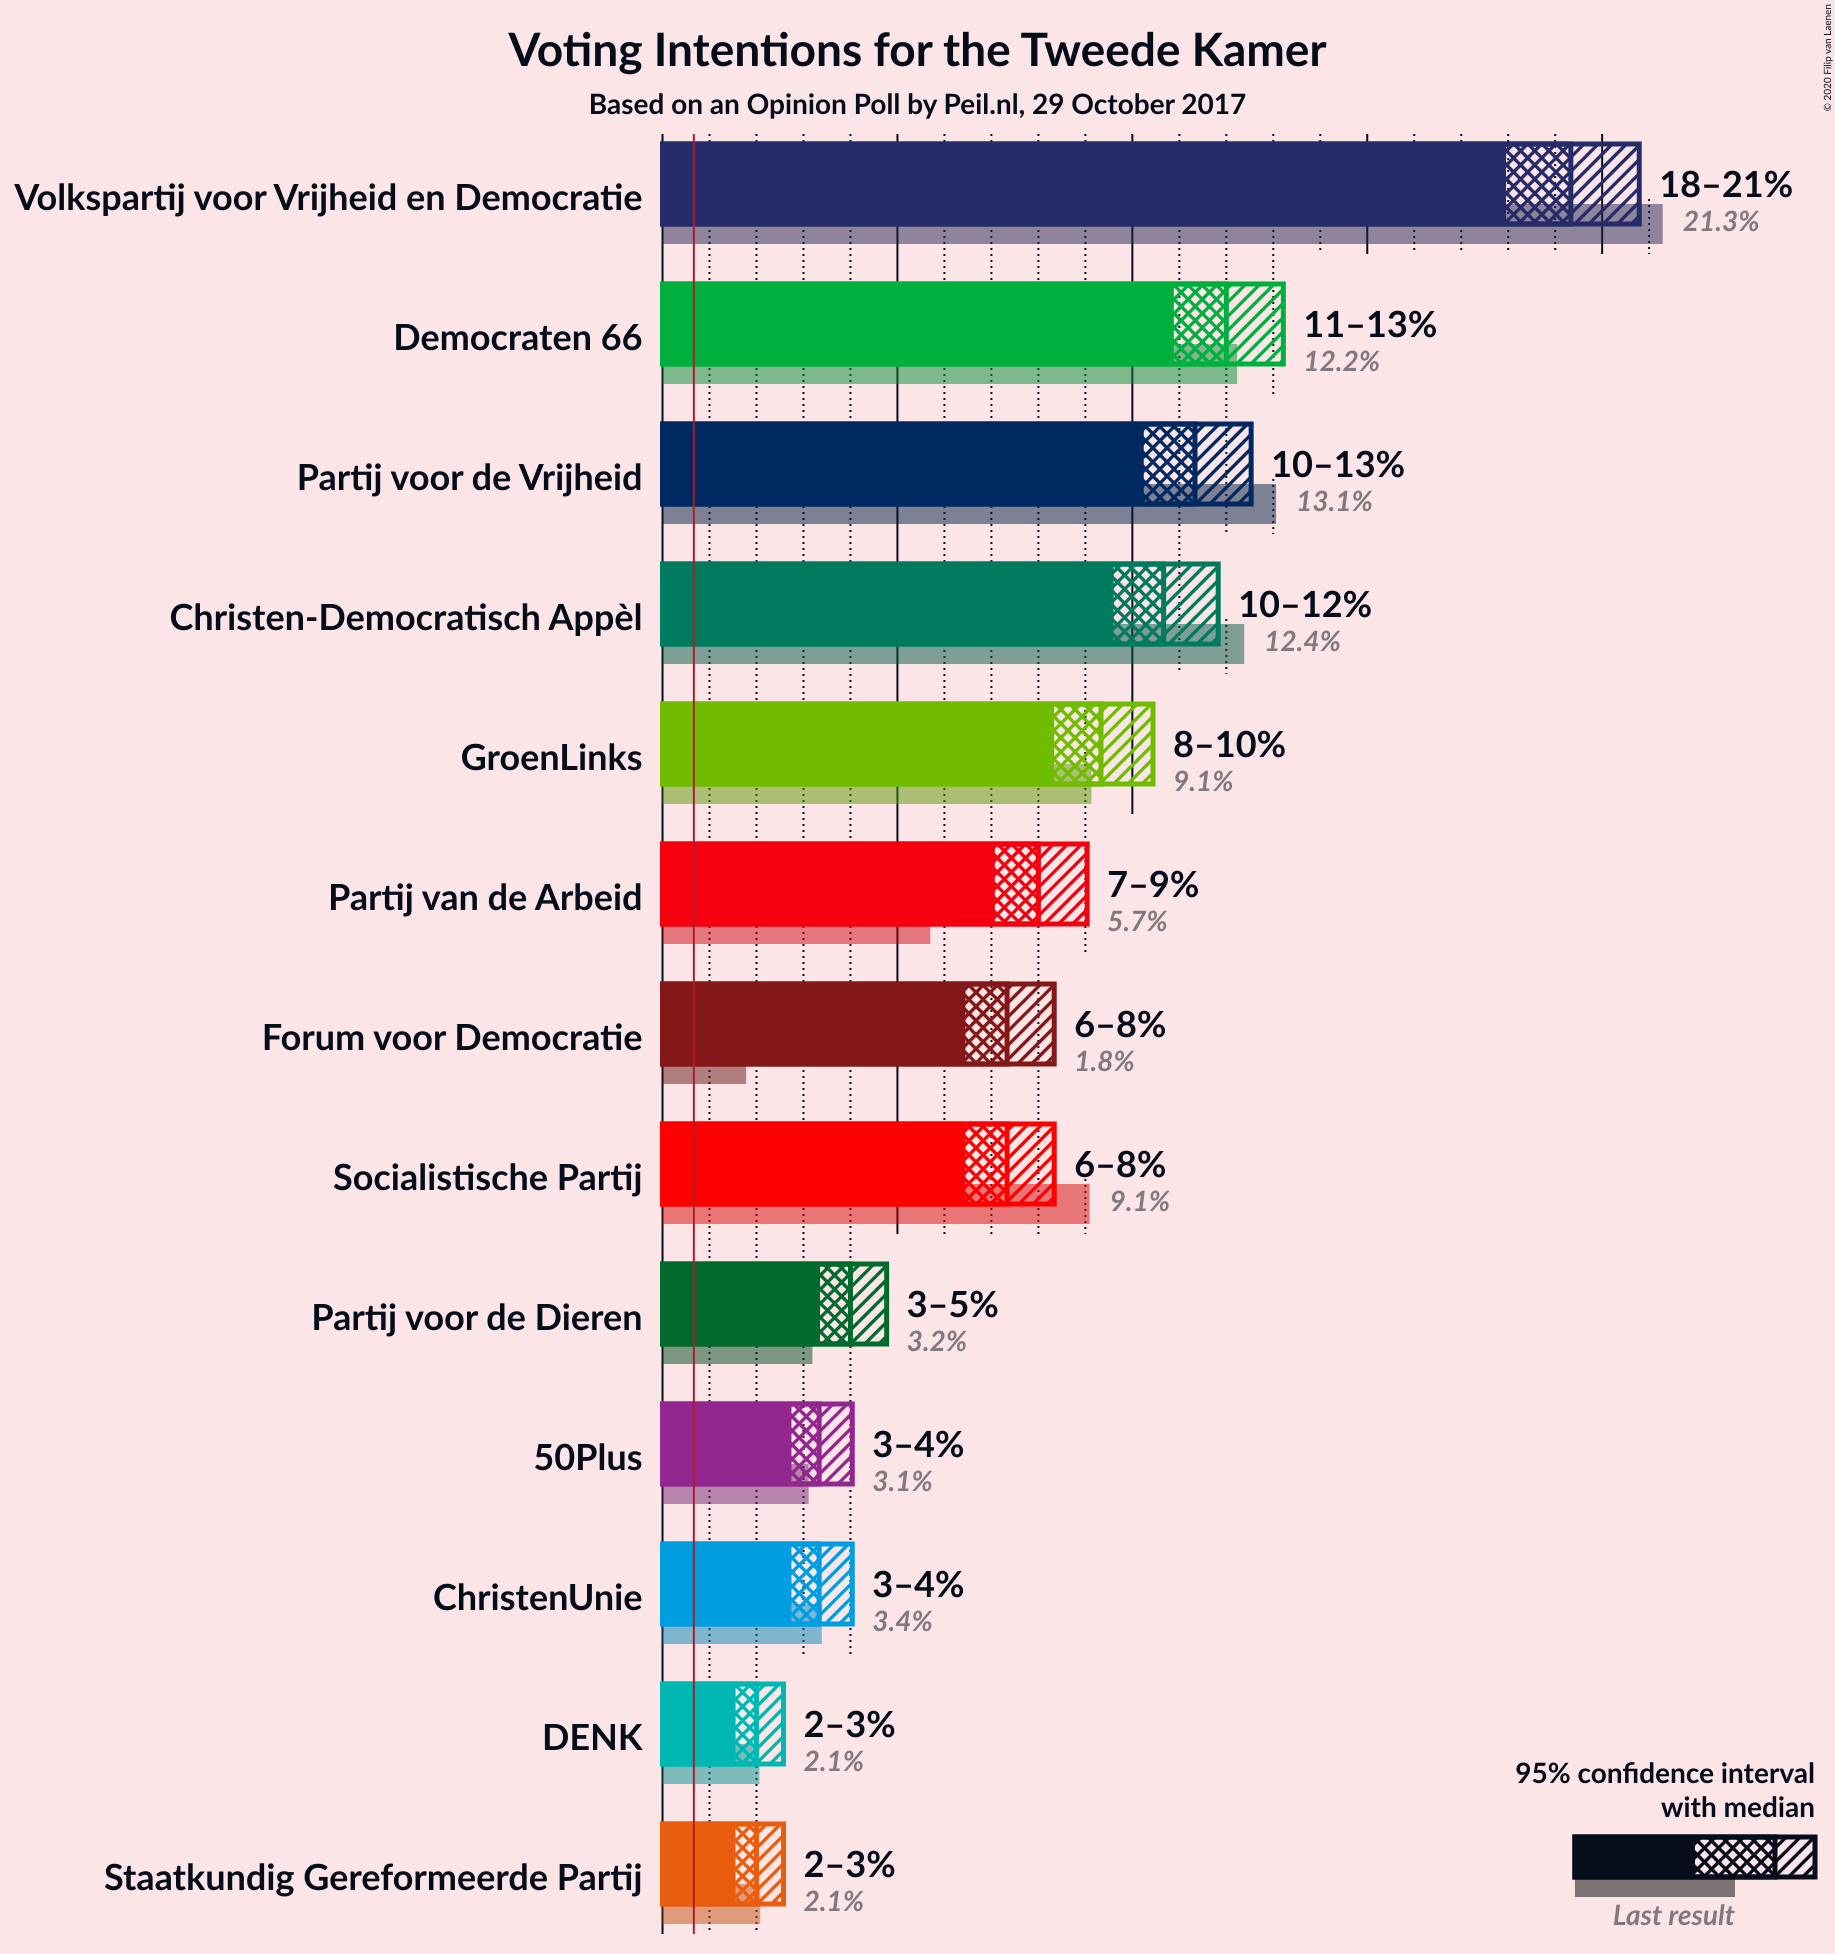 Voting Intentions for the Tweede Kamer
Based on an Opinion Poll by Peil.nl, 29 October 2017
© 2020 Filip van Laenen
Volkspartij voor Vrijheid en Democratie
18–21%
21.3%
Democraten 66
11–13%
12.2%
Partij voor de Vrijheid
10–13%
13.1%
Christen-Democratisch Appèl
10–12%
12.4%
GroenLinks
8–10%
9.1%
Partij van de Arbeid
7–9%
5.7%
Forum voor Democratie
6–8%
1.8%
Socialistische Partij
6–8%
9.1%
Partij voor de Dieren
3–5%
3.2%
50Plus
3–4%
3.1%
ChristenUnie
3–4%
3.4%
DENK
2–3%
2.1%
Staatkundig Gereformeerde Partij
2–3%
2.1%
95% confidence interval
with median
Last result